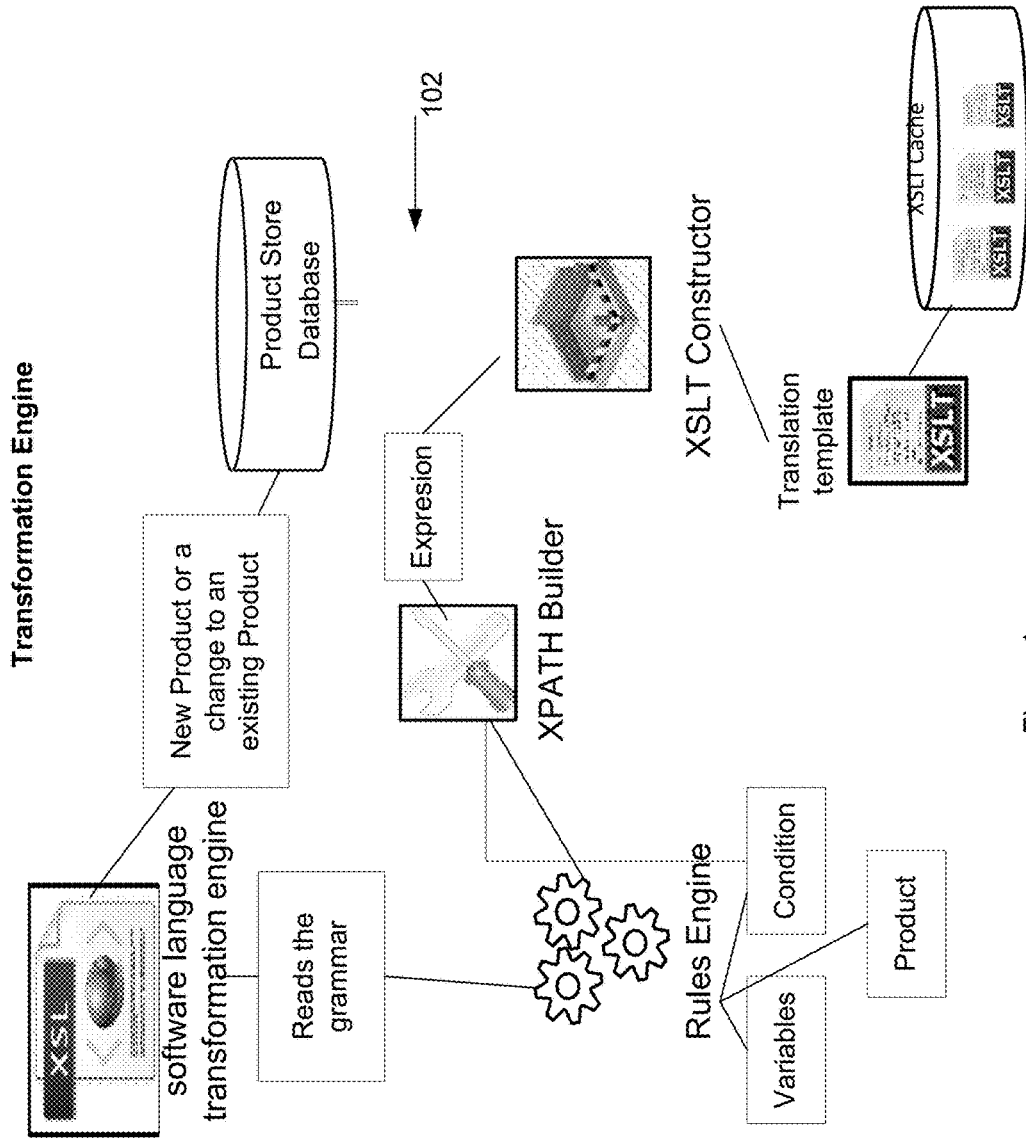 Transformation Engine
XSL
software language
transformation engine
New Product or a
change to an
existing Product
Product Store
Database
102
Reads the
grammar
Expresion
XPATH Builder
XSLT Constructor
Rules Engine
Variables
Condition
Product
Translation
template
XSLT
XSLT Cache
XSLT
XSLT
XSLT